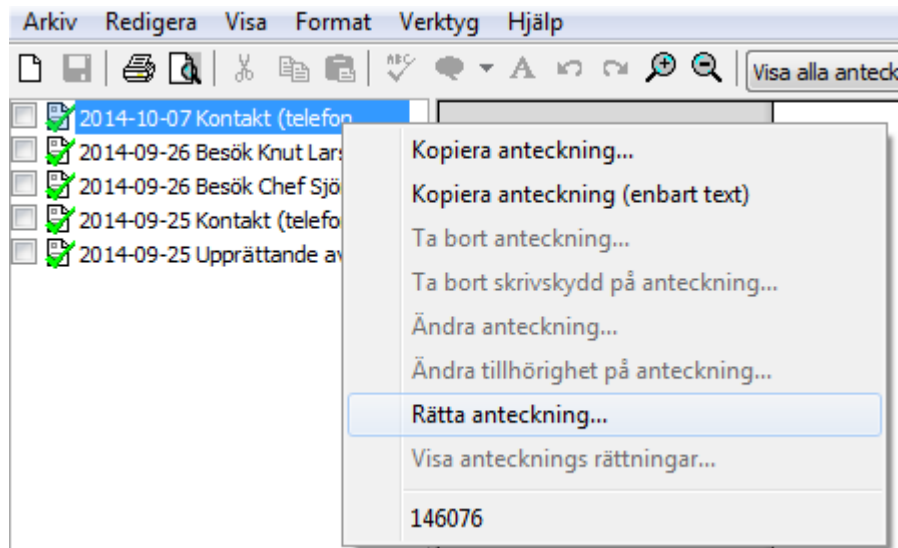 Arkiv Redigera Visa Format Verktyg Hjälp
ABC A Visa alla anteck
2014-10-07 Kontakt (telefon
2014-09-26 Besök Knut Lars
2014-09-26 Besök Chef Sjö
2014-09-25 Kontakt (telefo
2014-09-25 Upprättande av
Kopiera anteckning...
Kopiera anteckning (enbart text)
Ta bort anteckning...
Ta bort skrivskydd på anteckning...
Ändra anteckning...
Ändra tillhörighet på anteckning...
Rätta anteckning...
Visa antecknings rättningar...
146076